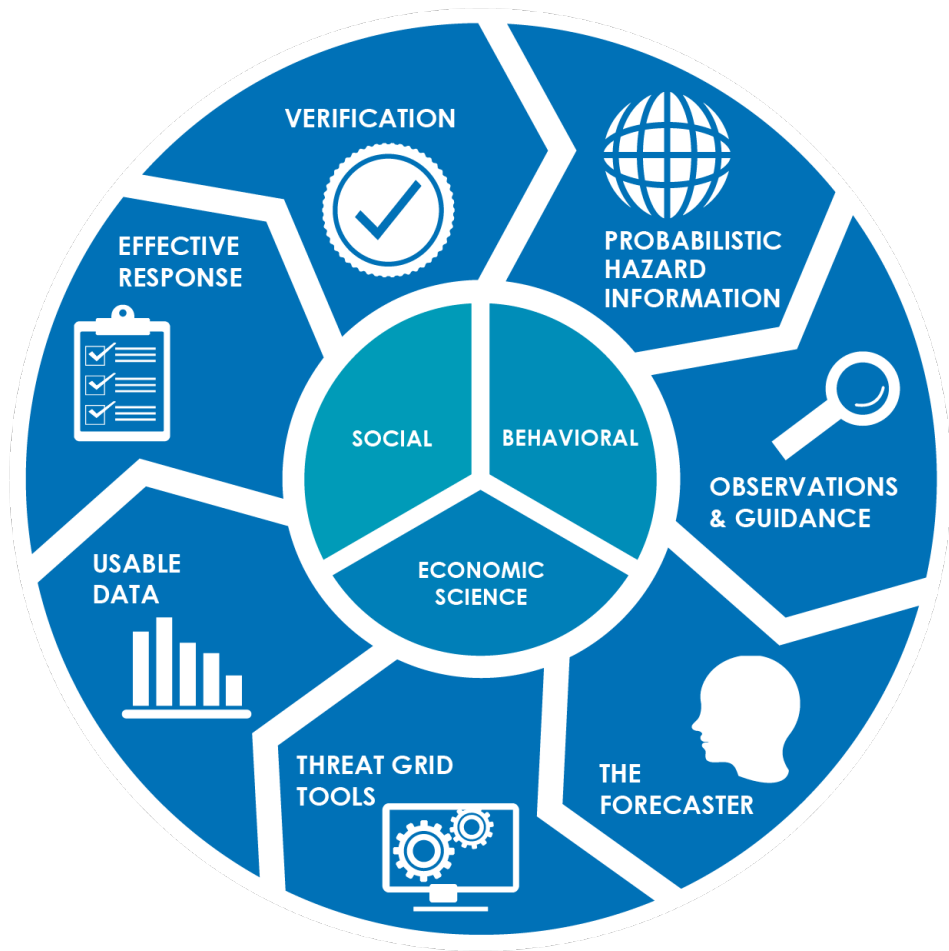 VERIFICATION
PROBABILISTIC
HAZARD
INFORMATION
OBSERVATIONS
& GUIDANCE
THE
FORECASTER
THREAT GRID
TOOLS
USABLE
DATA
EFFECTIVE
RESPONSE
SOCIAL
BEHAVIORAL
ECONOMIC
SCIENCE